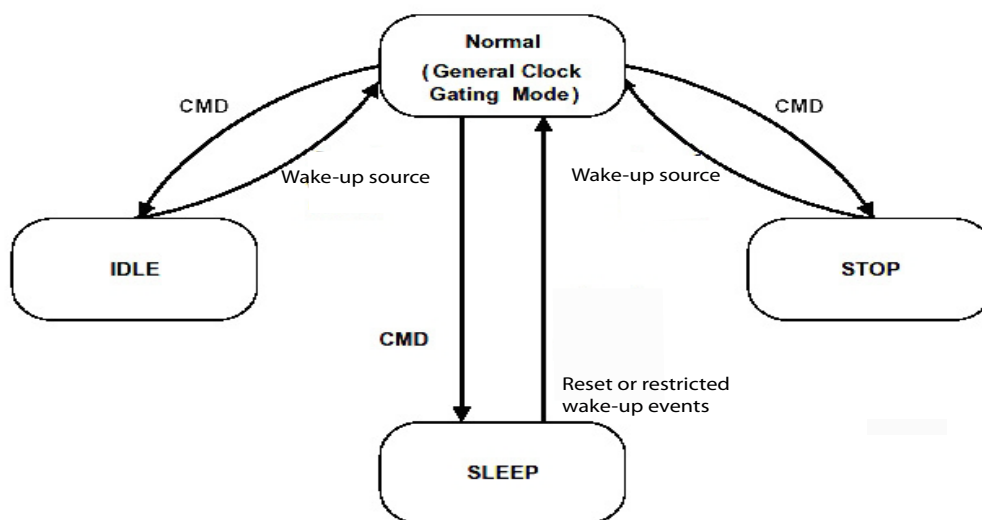 Normal
( General Clock
Gating Mode )
CMD
CMD
Wake-up source
Wake-up source
IDLE
STOP
CMD
Reset or restricted
wake-up events
SLEEP